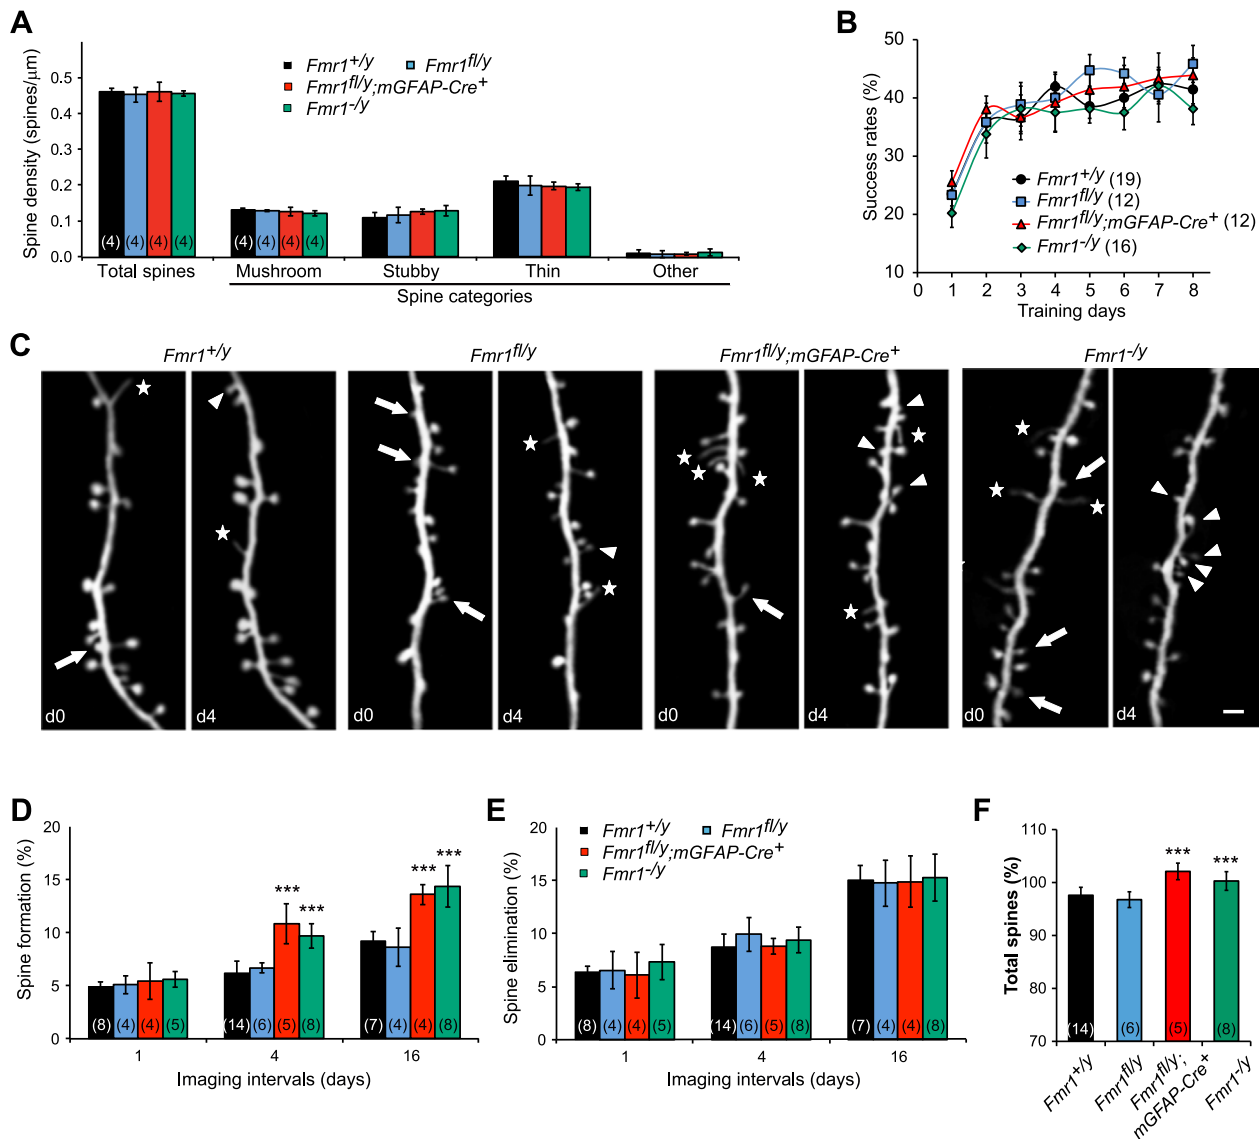 A
Spine density (spines/μm)
0.5
0.4
0.3
0.2
0.1
0.0
Fmr1+/y Fmr1fl/y
Fmr1fl/y;mGFAP-Cre+
Fmr1-/y
(4) (4) (4) (4) (4) (4) (4) (4)
Total spines Mushroom Stubby Thin Other
Spine categories
B
Success rates (%)
50
40
30
20
10
Fmr1+/y (19)
Fmr1fl/y (12)
Fmr1fl/y;mGFAP-Cre+ (12)
Fmr1-/y (16)
0 1 2 3 4 5 6 7 8
Training days
C
Fmr1+/y Fmr1fl/y Fmr1fl/y;mGFAP-Cre+ Fmr1-/y
d0 d4 d0 d4 d0 d4 d0 d4
D
Spine formation (%)
20
15
10
5
0
*** *** *** ***
(8) (4) (4) (5) (14) (6) (5) (8) (7) (4) (4) (8)
1 4 16
Imaging intervals (days)
E
Spine elimination (%)
20
15
10
5
0
Fmr1+/y Fmr1fl/y
Fmr1fl/y;mGFAP-Cre+
Fmr1-/y
(8) (4) (4) (5) (14) (6) (5) (8) (7) (4) (4) (8)
1 4 16
Imaging intervals (days)
F
Total spines (%)
110
100
90
80
70
*** ***
(14) (6) (5) (8)
Fmr1+/y
Fmr1fl/y
Fmr1fl/y;
mGFAP-Cre+
Fmr1-/y